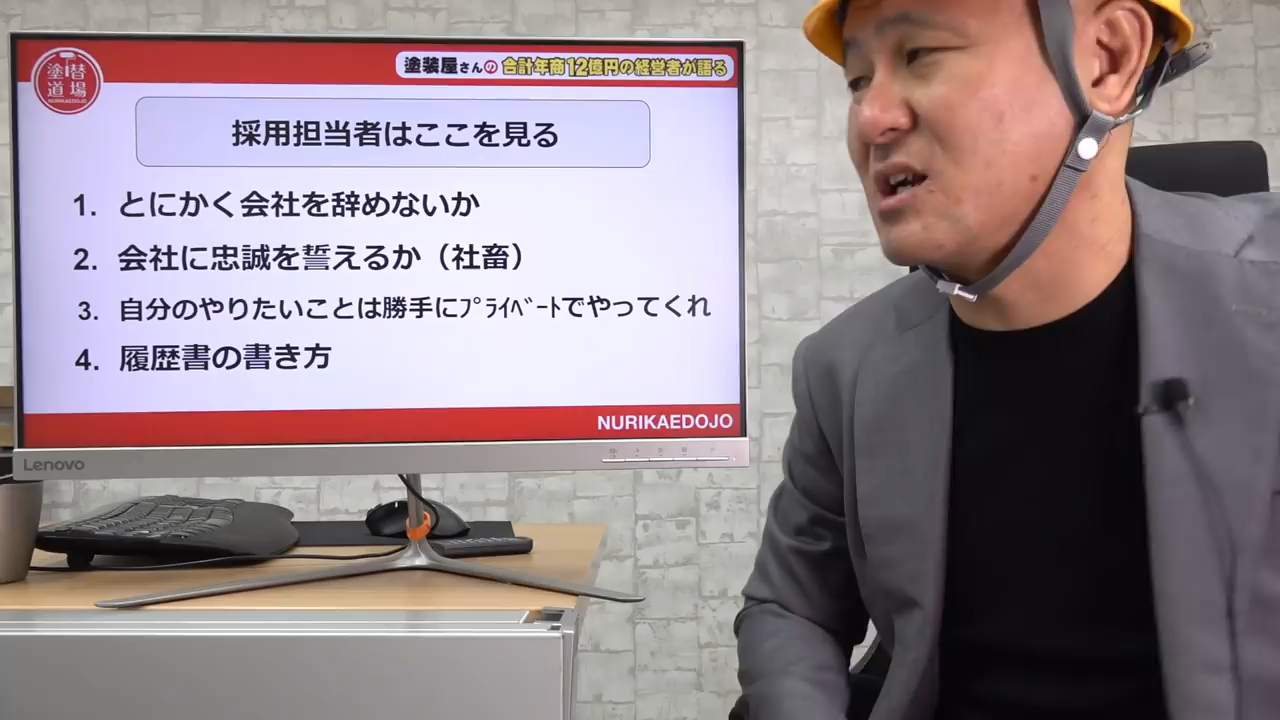 塗替
道場
NURIKAEDOJO
塗装屋さんの 合計年商12億円の経営者が語る
採用担当者はここを見る
1. とにかく会社を辞めないか
2. 会社に忠誠を誓えるか（社畜）
3. 自分のやりたいことは勝手にﾌﾟﾗｲﾍﾞｰﾄでやってくれ
4. 履歴書の書き方
NURIKAEDOJO
Lenovo